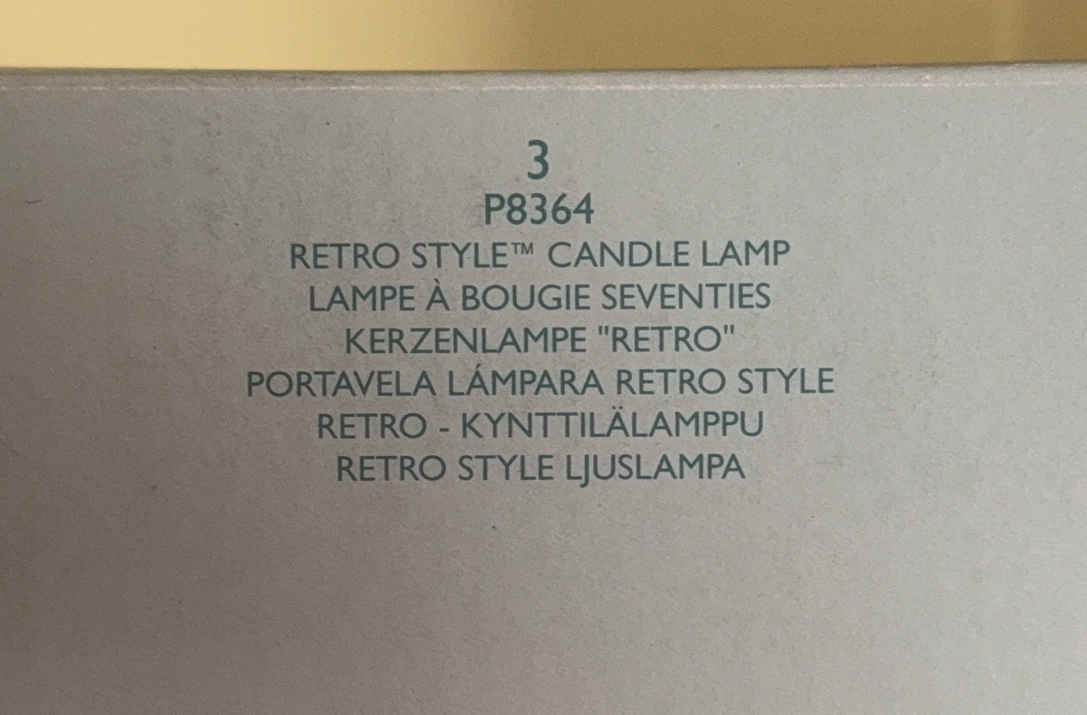 3
P8364
RETRO STYLE™ CANDLE LAMP
LAMPE À BOUGIE SEVENTIES
KERZENLAMPE "RETRO"
PORTAVELA LÁMPARA RETRO STYLE
RETRO - KYNTTILÄLAMPPU
RETRO STYLE LJUSLAMPA